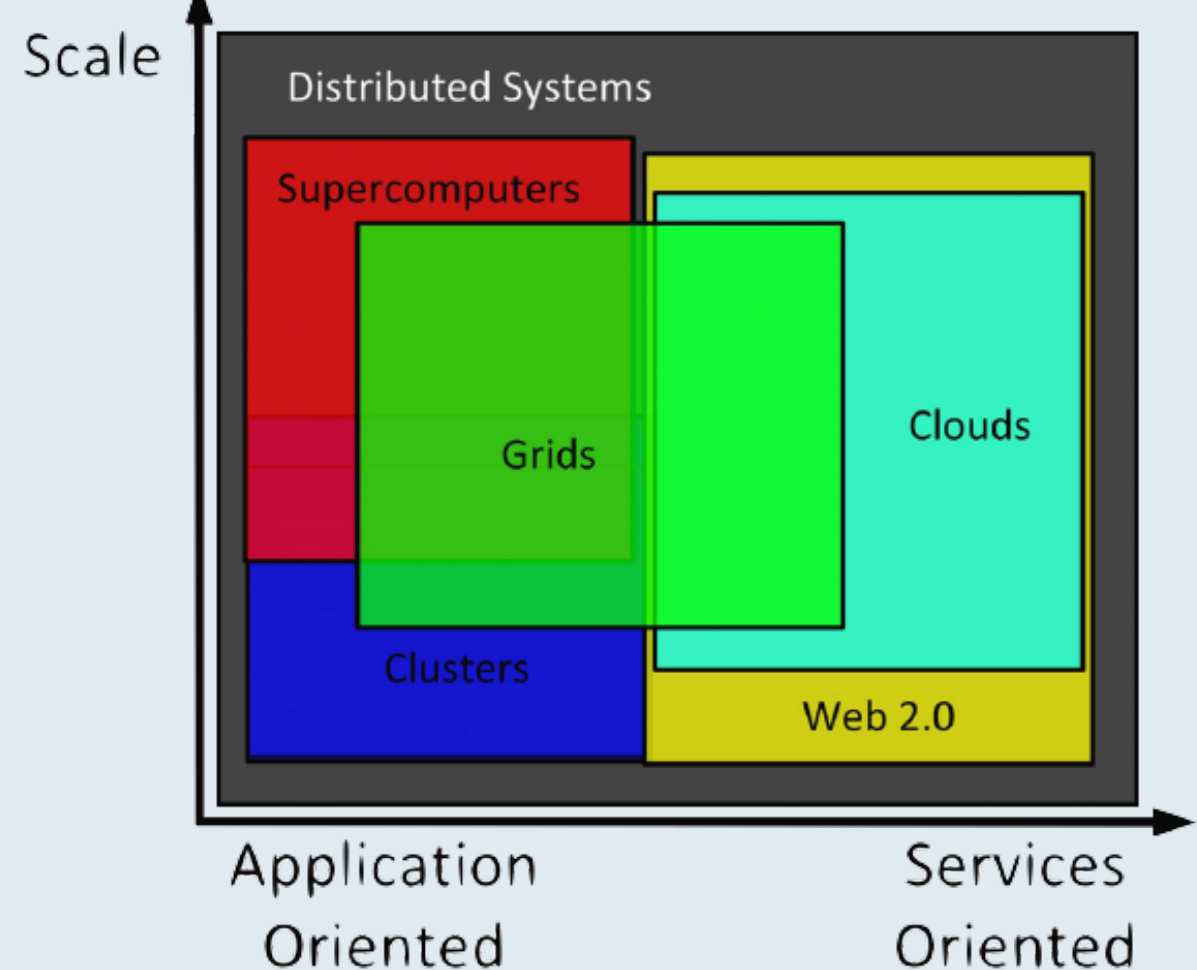 Scale
Distributed Systems
Supercomputers
Grids
Clouds
Clusters
Web 2.0
Application
Oriented
Services
Oriented